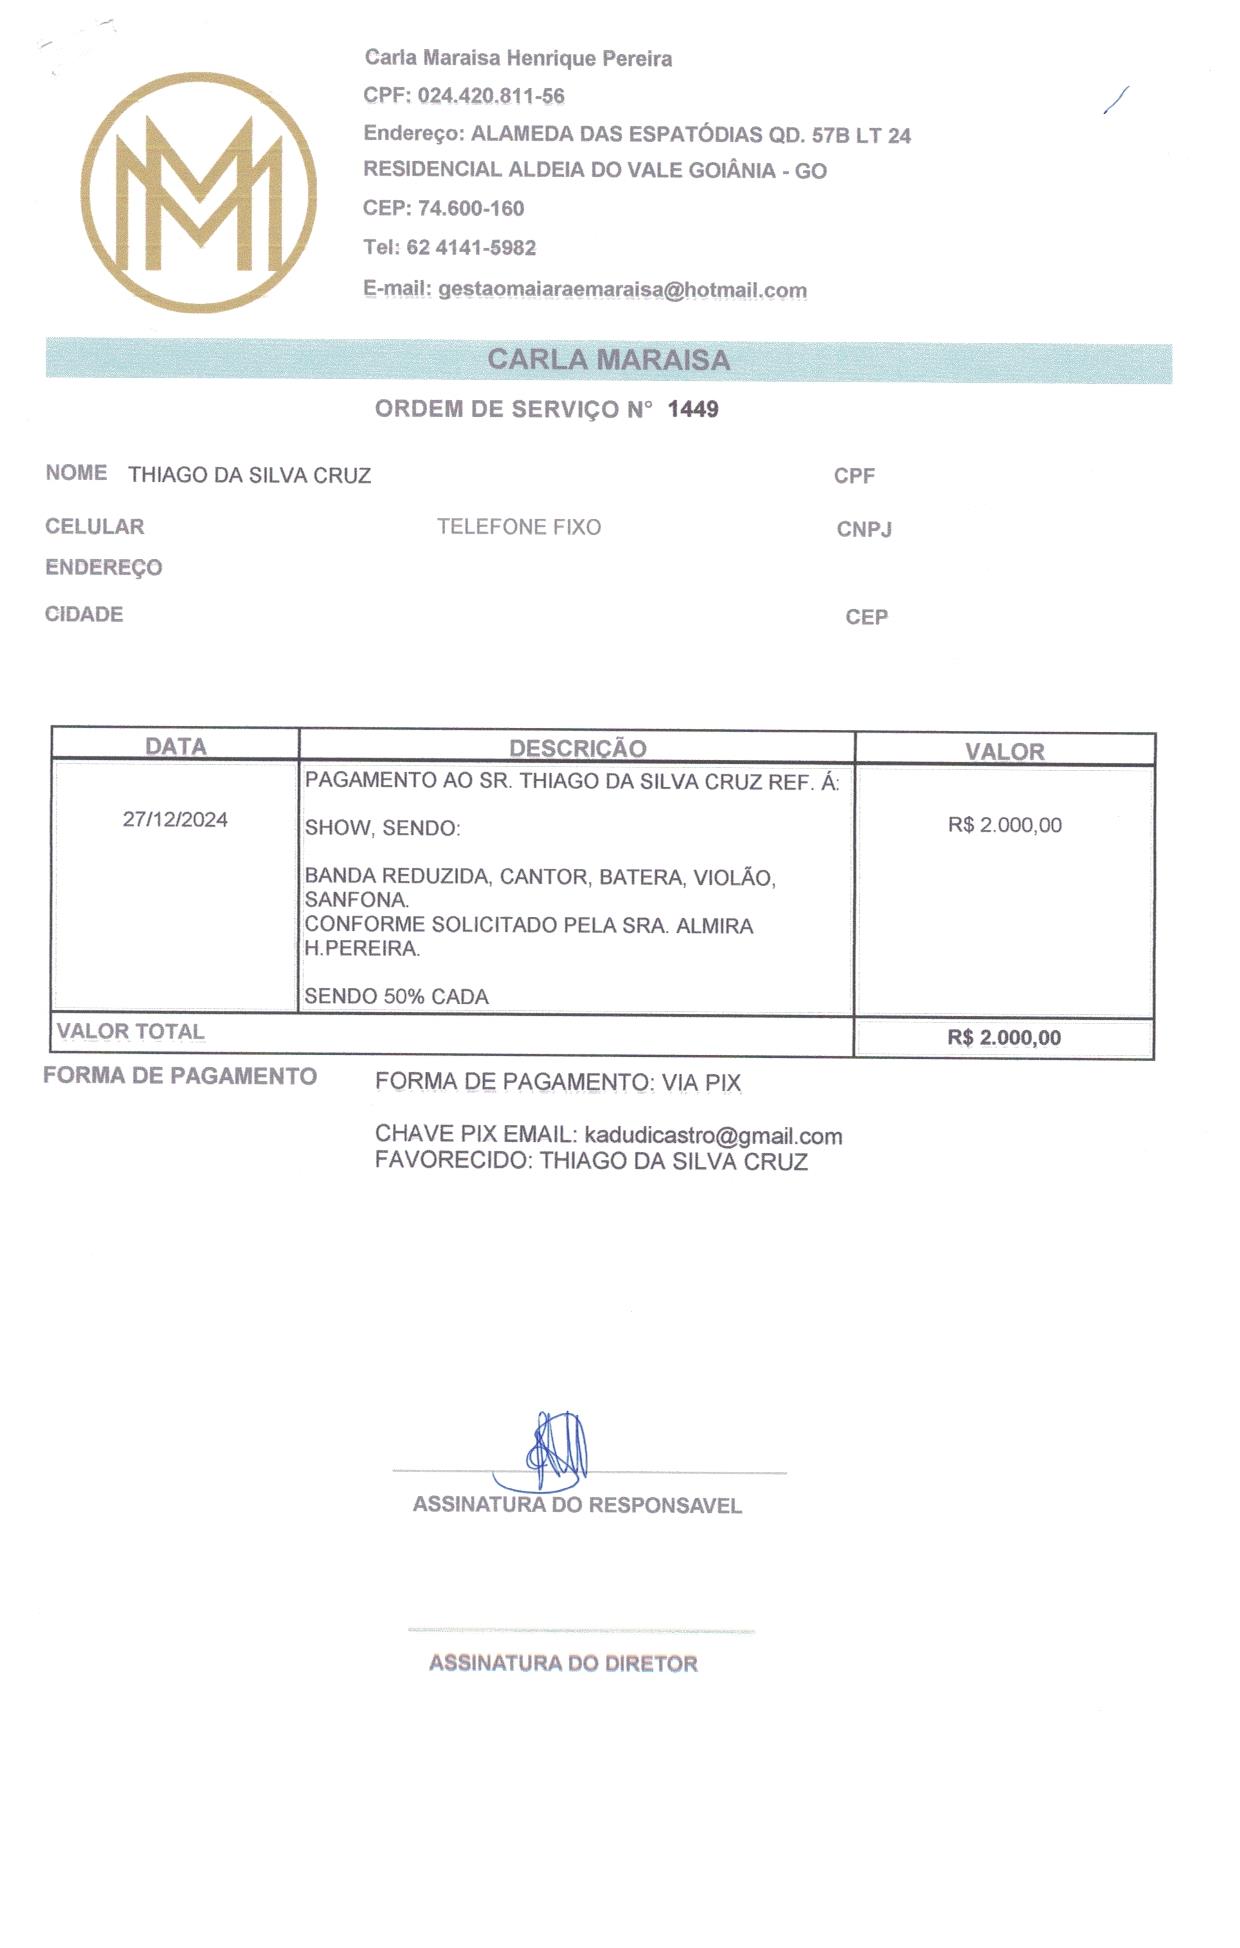 MM
Carla Maraisa Henrique Pereira
CPF: 024.420.811-56
Endereço: ALAMEDA DAS ESPATÓDIAS QD. 57B LT 24
RESIDENCIAL ALDEIA DO VALE GOIÂNIA - GO
CEP: 74.600-160
Tel: 62 4141-5982
E-mail: gestaomaiaraemaraisa@hotmail.com
CARLA MARAISA
ORDEM DE SERVIÇO N° 1449
NOME THIAGO DA SILVA CRUZ CPF
CELULAR TELEFONE FIXO CNPJ
ENDEREÇO
CIDADE CEP
DATA DESCRIÇÃO VALOR
PAGAMENTO AO SR. THIAGO DA SILVA CRUZ REF. Á:
27/12/2024 SHOW, SENDO: R$ 2.000,00
BANDA REDUZIDA, CANTOR, BATERA, VIOLÃO,
SANFONA.
CONFORME SOLICITADO PELA SRA. ALMIRA
H.PEREIRA.
SENDO 50% CADA
VALOR TOTAL R$ 2.000,00
FORMA DE PAGAMENTO FORMA DE PAGAMENTO: VIA PIX
CHAVE PIX EMAIL: kadudicastro@gmail.com
FAVORECIDO: THIAGO DA SILVA CRUZ
ASSINATURA DO RESPONSAVEL
ASSINATURA DO DIRETOR